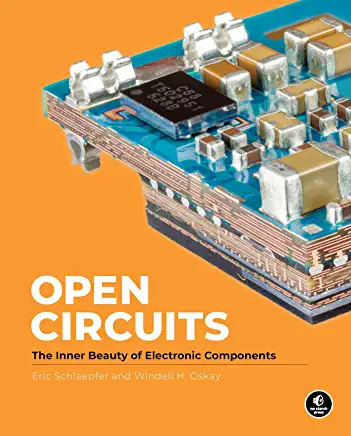 OPEN
CIRCUITS
The Inner Beauty of Electronic Components
Eric Schlaepfer and Windell H. Oskay
no starch
press